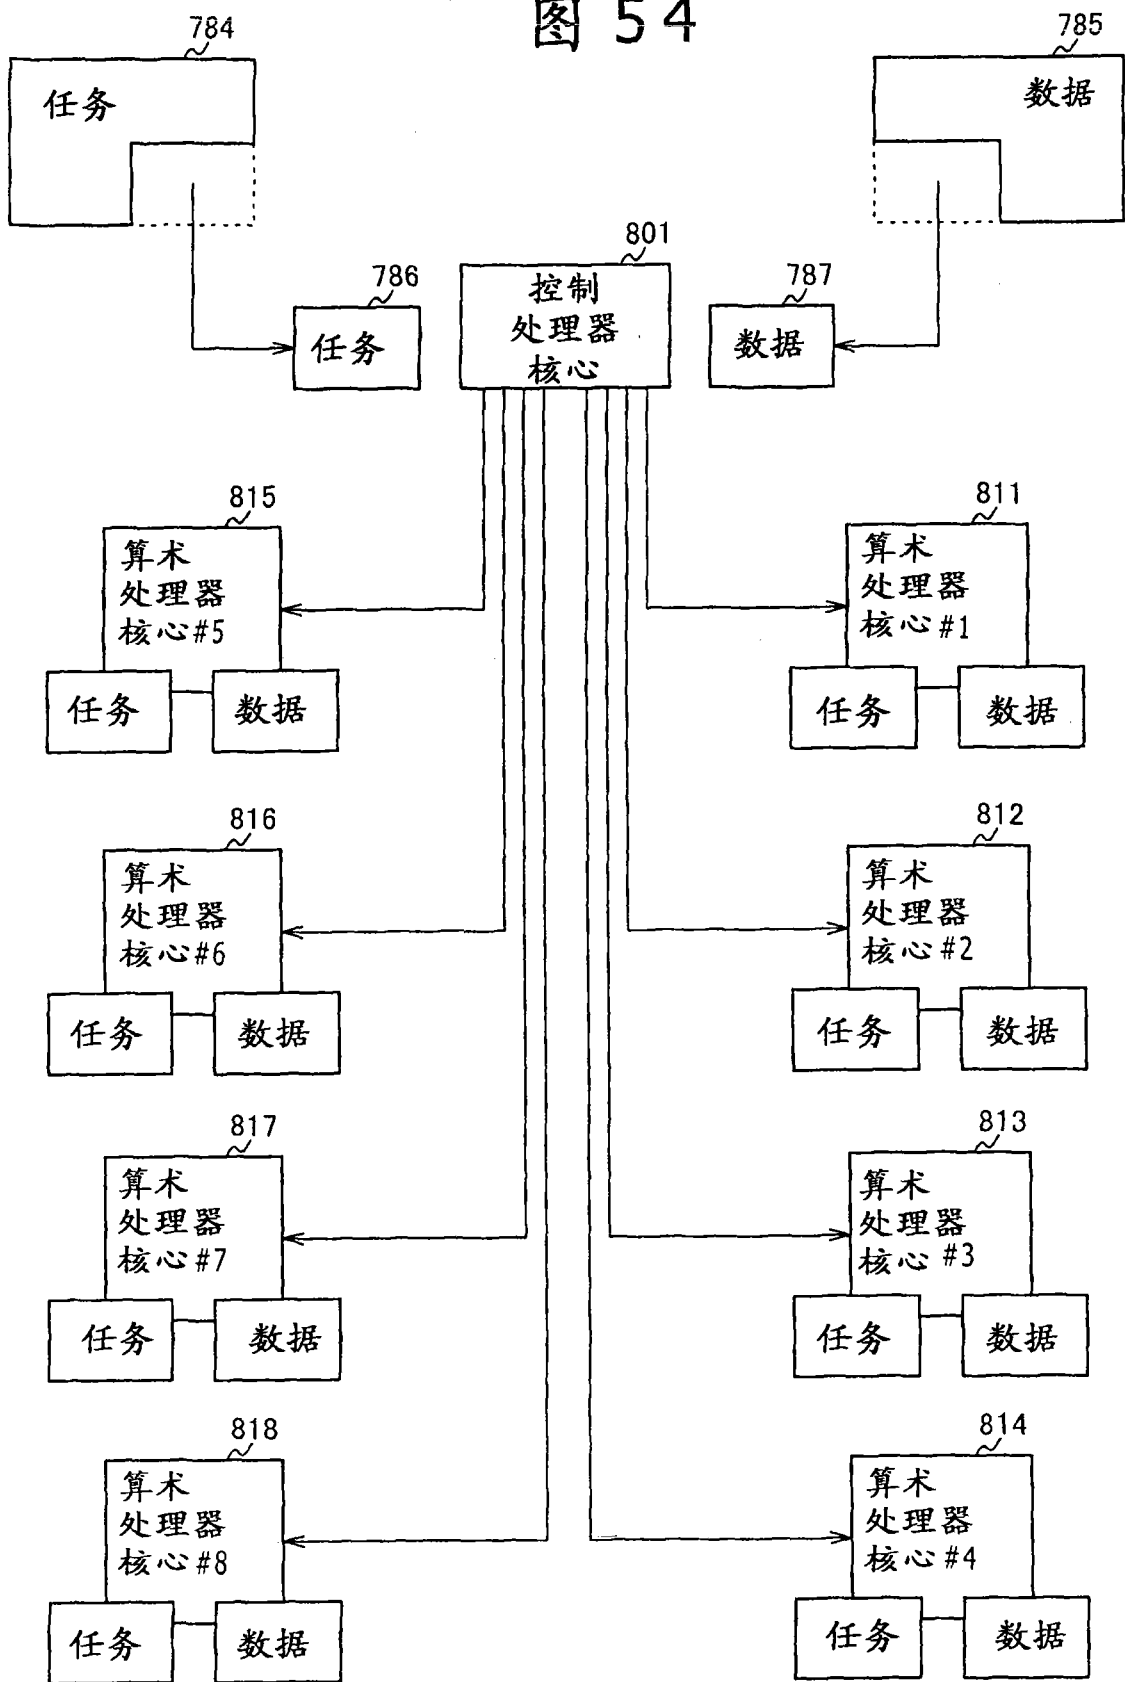 图 54
784
任务
785
数据
786
任务
801
控制
处理器
核心
787
数据
815
算术
处理器
核心#5
任务
数据
811
算术
处理器
核心#1
任务
数据
816
算术
处理器
核心#6
任务
数据
812
算术
处理器
核心#2
任务
数据
817
算术
处理器
核心#7
任务
数据
813
算术
处理器
核心#3
任务
数据
818
算术
处理器
核心#8
任务
数据
814
算术
处理器
核心#4
任务
数据